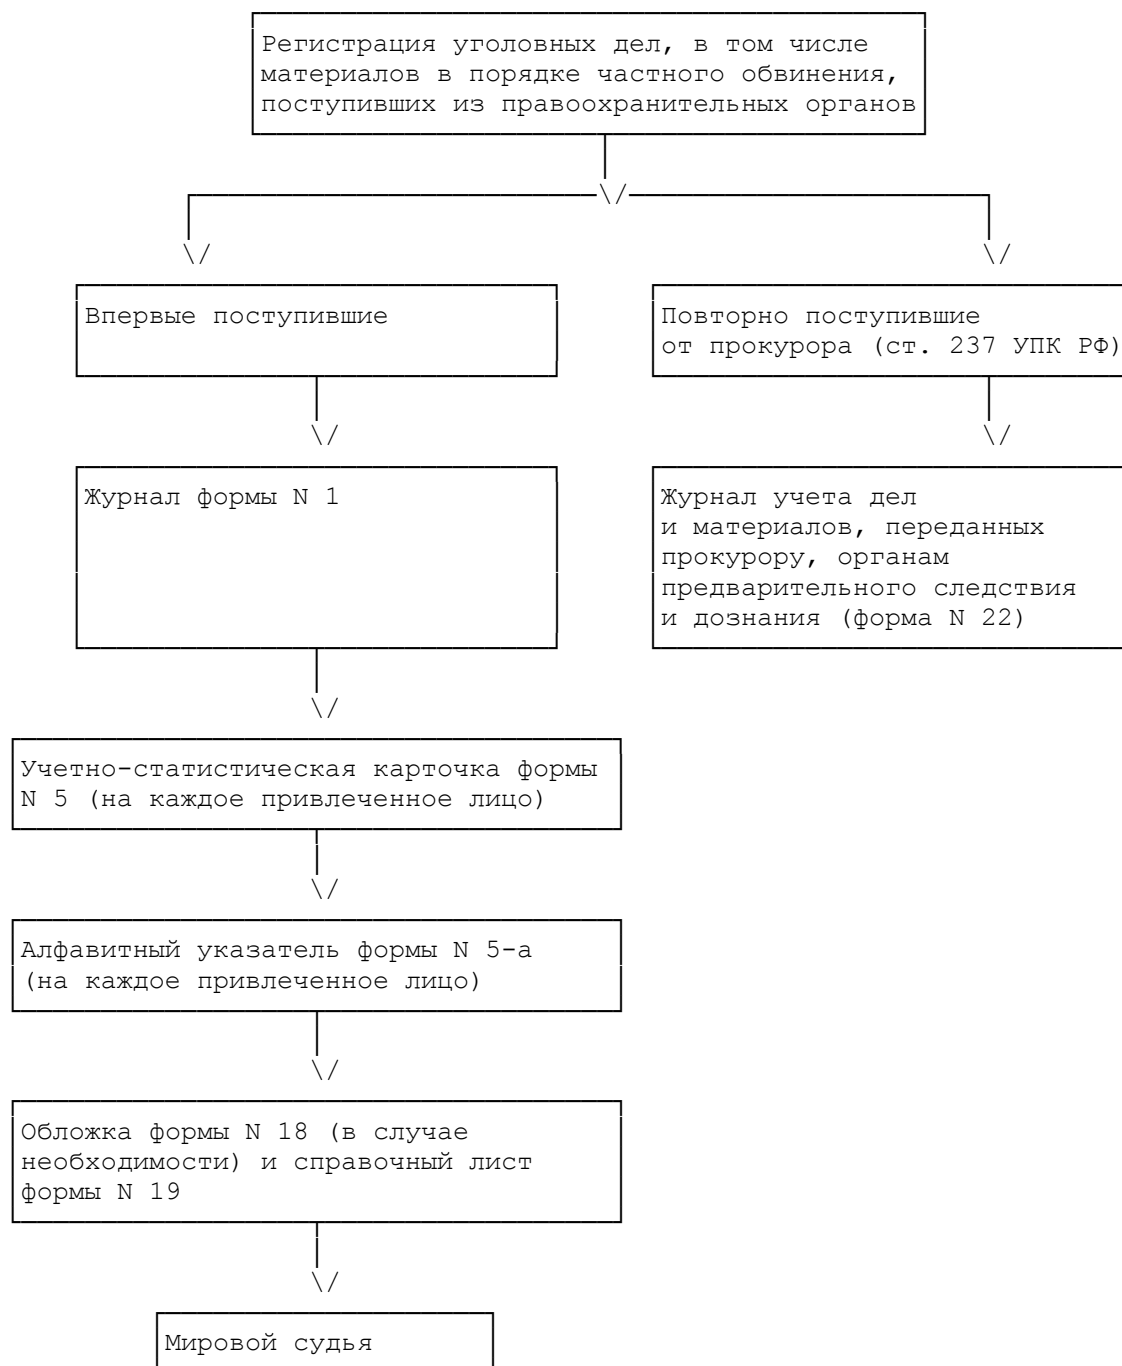 Регистрация уголовных дел, в том числе
материалов в порядке частного обвинения,
поступивших из правоохранительных органов
Впервые поступившие
Повторно поступившие
от прокурора (ст. 237 УПК РФ)
Журнал формы N 1
Журнал учета дел
и материалов, переданных
прокурору, органам
предварительного следствия
и дознания (форма N 22)
Учетно-статистическая карточка формы
N 5 (на каждое привлеченное лицо)
Алфавитный указатель формы N 5-а
(на каждое привлеченное лицо)
Обложка формы N 18 (в случае
необходимости) и справочный лист
формы N 19
Мировой судья